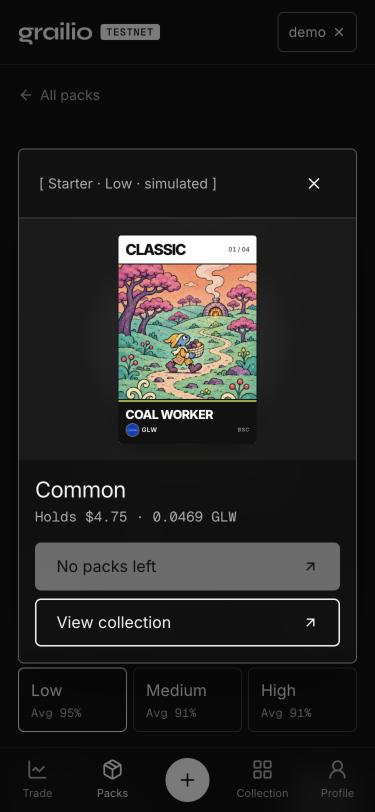 grailio TESTNET
demo
All packs
[ Starter · Low · simulated ]
CLASSIC
01 / 04
COAL WORKER
GLW
BSC
Common
Holds $4.75 · 0.0469 GLW
No packs left
View collection
Low
Medium
High
Avg 95%
Avg 91%
Avg 91%
Trade
Packs
Collection
Profile